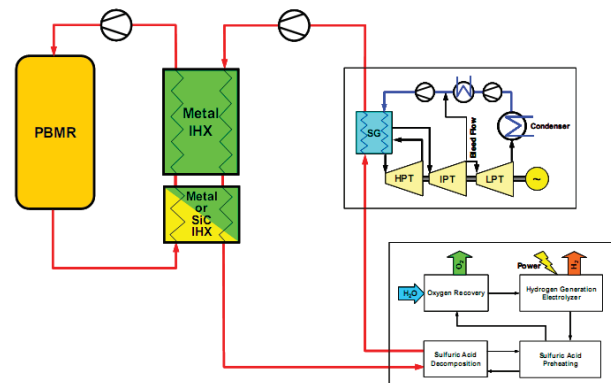 PBMR
Metal
IHX
Metal
or
SiC
IHX
SG
Bleed Flow
Condenser
HPT
IPT
LPT
~
O2
Power
H2
H2O
Oxygen Recovery
Hydrogen Generation
Electrolyzer
Sulfuric Acid
Decomposition
Sulfuric Acid
Preheating